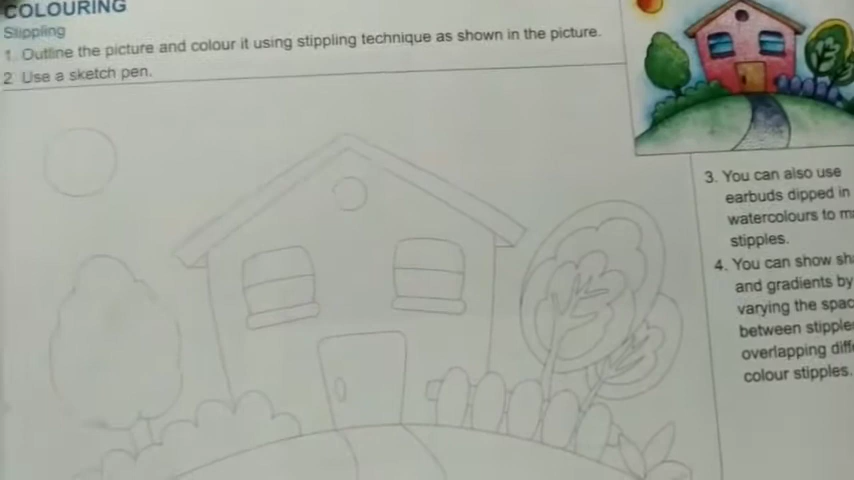 COLOURING
Stippling
1. Outline the picture and colour it using stippling technique as shown in the picture.
2 Use a sketch pen.
3. You can also use
earbuds dipped in
watercolours to
stipples.
4. You can show
and gradients by
varying the
between
overlapping
colour stipples.